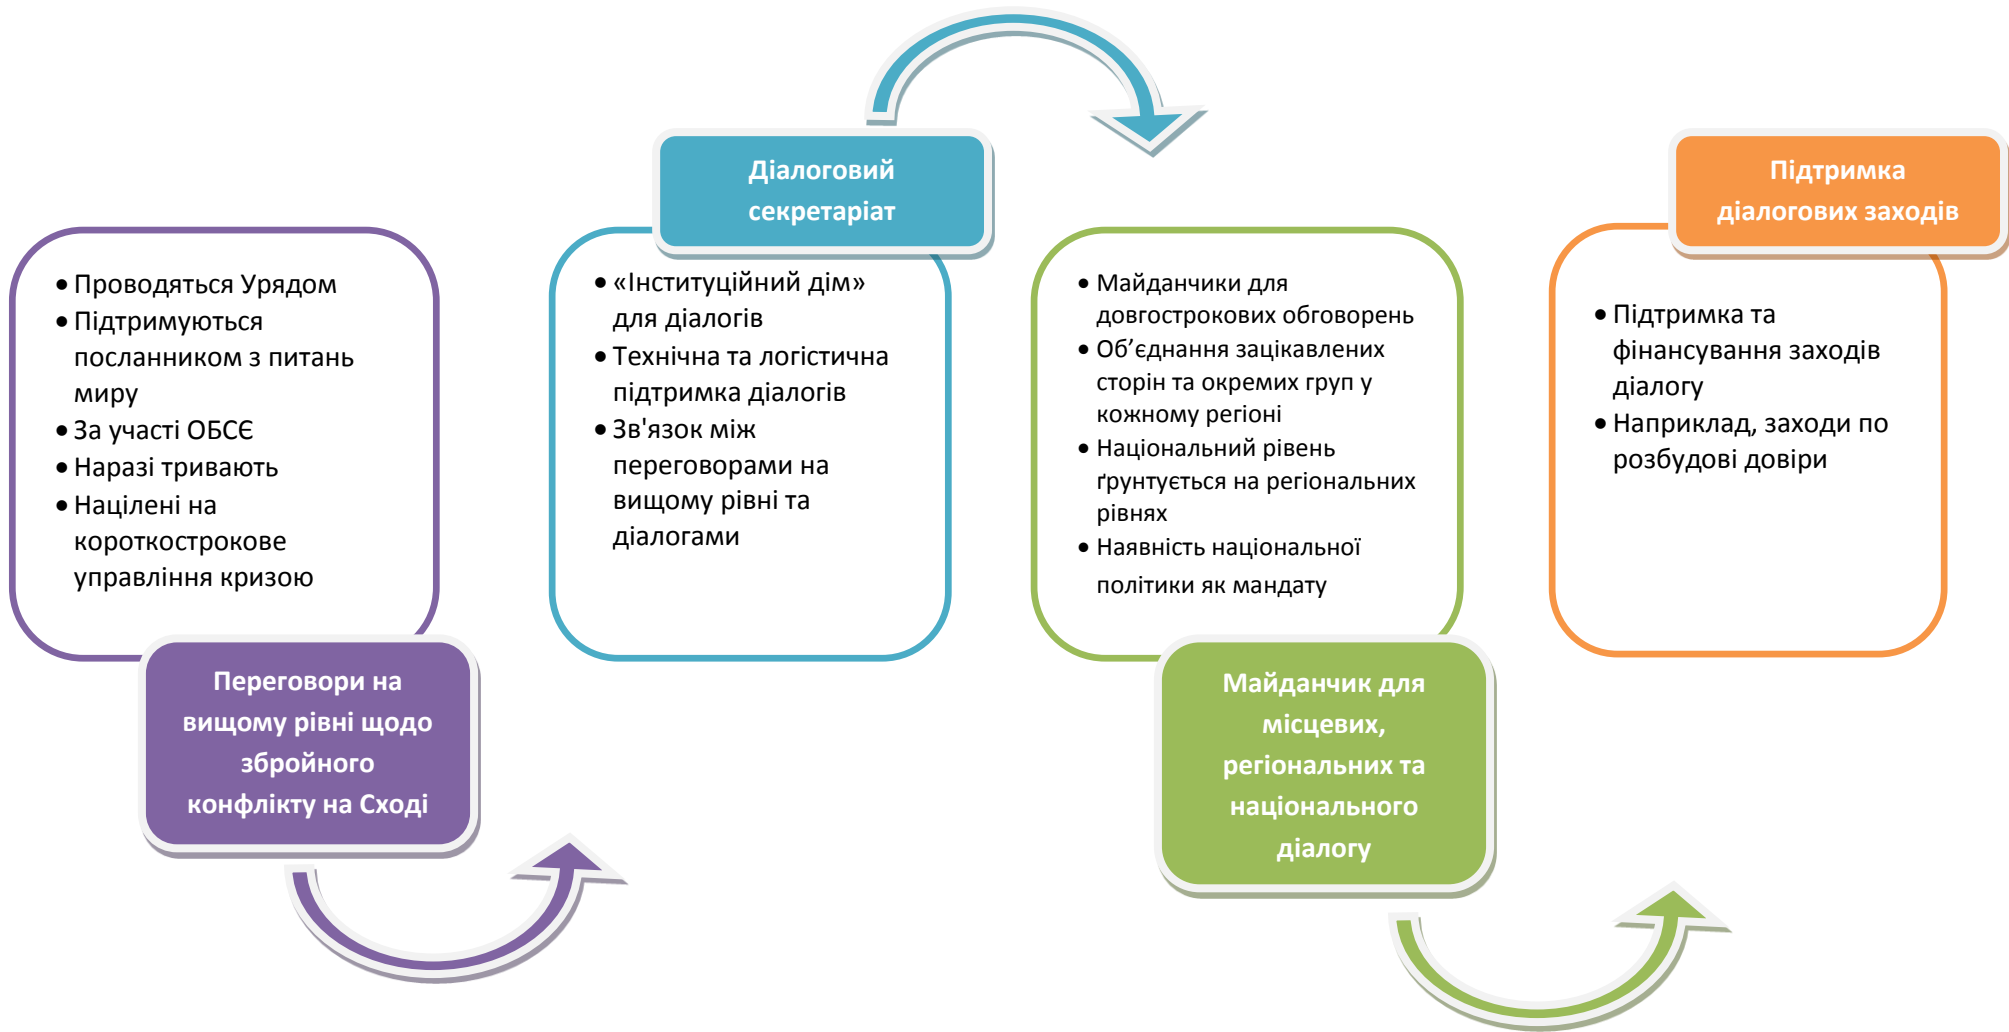 • Проводяться Урядом
• Підтримуються
посланником з питань
миру
• За участі ОБСЄ
• Наразі тривають
• Націлені на
короткострокове
управління кризою
Переговори на
вищому рівні щодо
збройного
конфлікту на Сході
Діалоговий
секретаріат
• «Інституційний дім»
для діалогів
• Технічна та логістична
підтримка діалогів
• Зв'язок між
переговорами на
вищому рівні та
діалогами
• Майданчики для
довгострокових обговорень
• Об’єднання зацікавлених
сторін та окремих груп у
кожному регіоні
• Національний рівень
ґрунтується на регіональних
рівнях
• Наявність національної
політики як мандату
Майданчик для
місцевих,
регіональних та
національного
діалогу
Підтримка
діалогових заходів
• Підтримка та
фінансування заходів
діалогу
• Наприклад, заходи по
розбудові довіри